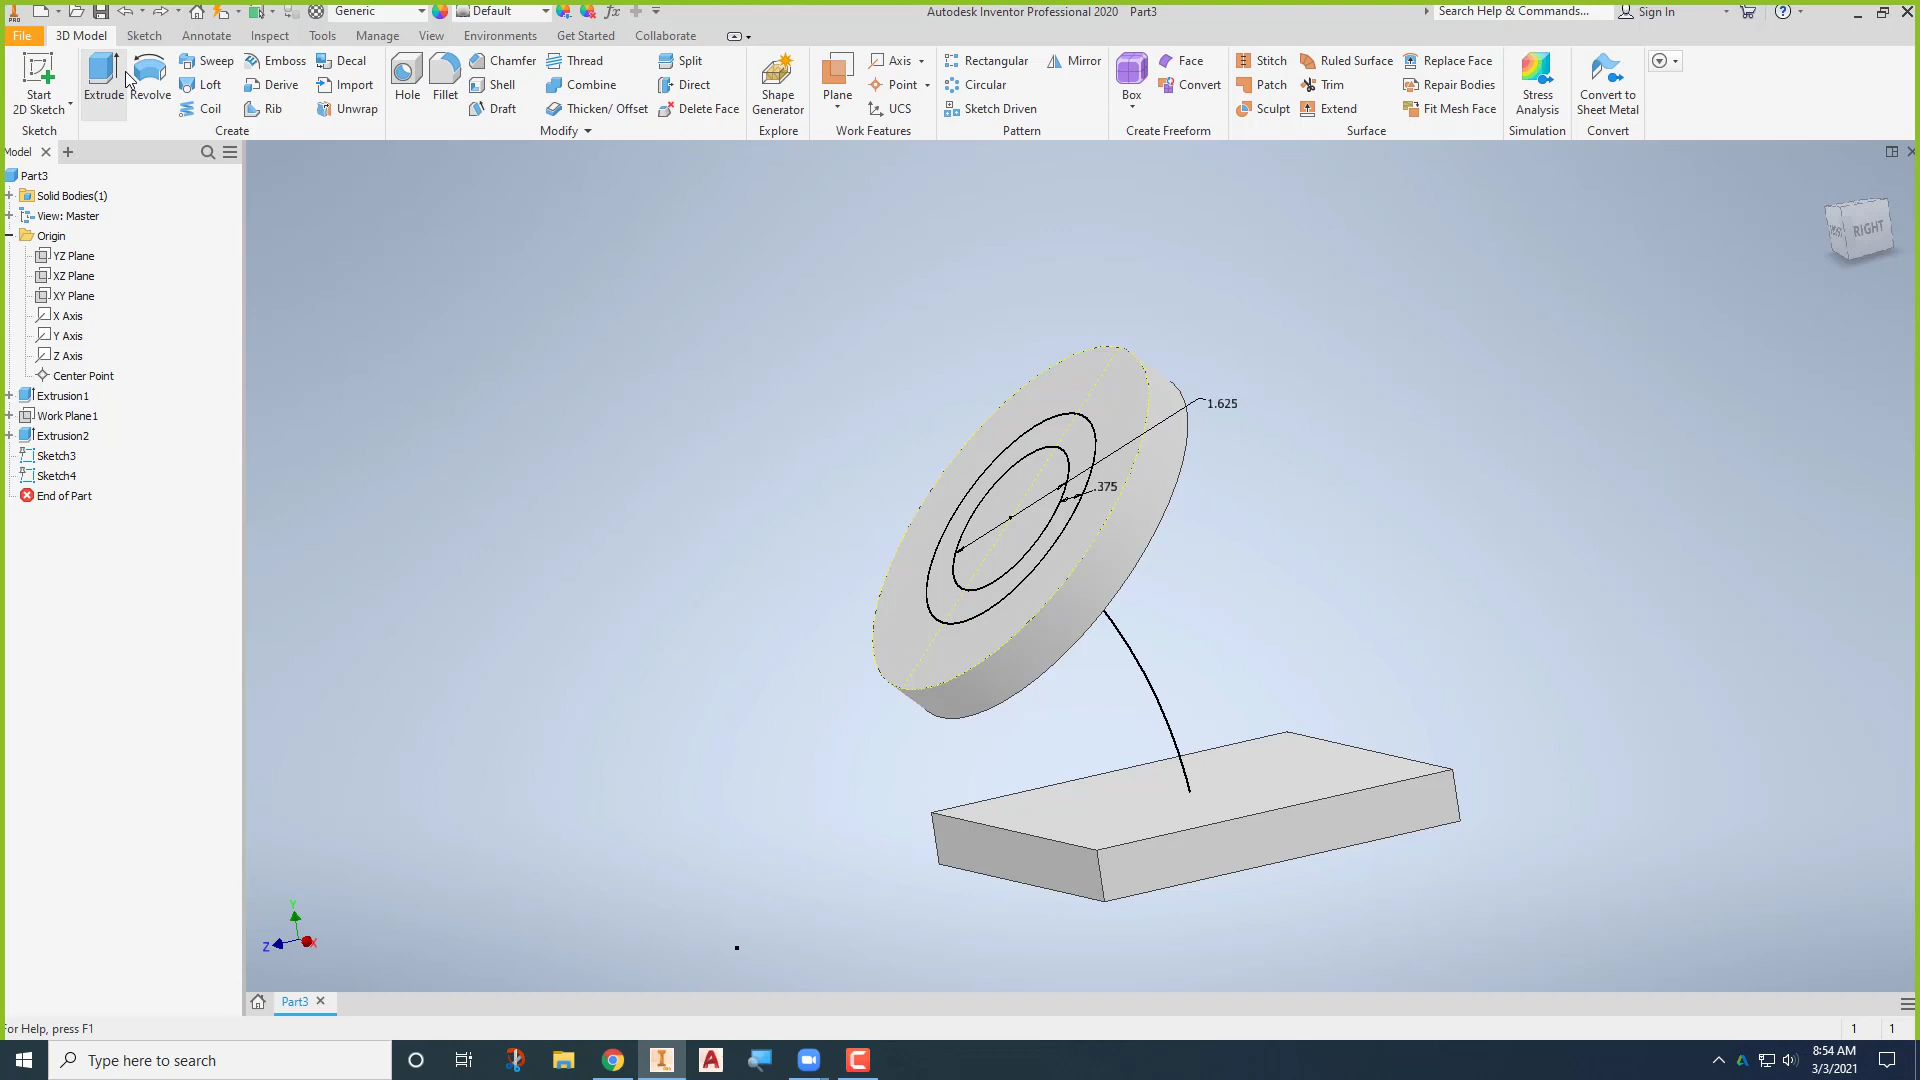 Generic Default Autodesk Inventor Professional 2020 Part3 Search Help & Commands... Sign In
File 3D Model Sketch Annotate Inspect Tools Manage View Environments Get Started Collaborate
Start 2D Sketch
Extrude
Revolve
Sweep Emboss Decal
Loft Derive Import
Coil Rib Unwrap
Hole
Fillet
Chamfer Thread Split
Shell Combine Direct
Draft Thicken/ Offset Delete Face
Shape Generator
Plane
Axis
Point
UCS
Rectangular Mirror
Circular
Sketch Driven
Box
Face
Convert
Stitch Ruled Surface Replace Face
Patch Trim Repair Bodies
Sculpt Extend Fit Mesh Face
Stress Analysis
Convert to Sheet Metal
Sketch Create Modify Explore Work Features Pattern Create Freeform Surface Simulation Convert
Model
Part3
Solid Bodies(1)
View: Master
Origin
YZ Plane
XZ Plane
XY Plane
X Axis
Y Axis
Z Axis
Center Point
Extrusion1
Work Plane1
Extrusion2
Sketch3
Sketch4
End of Part
RIGHT
1.625
.375
Y
Z
X
Part3
For Help, press F1
1 1
Type here to search
8:54 AM
3/3/2021